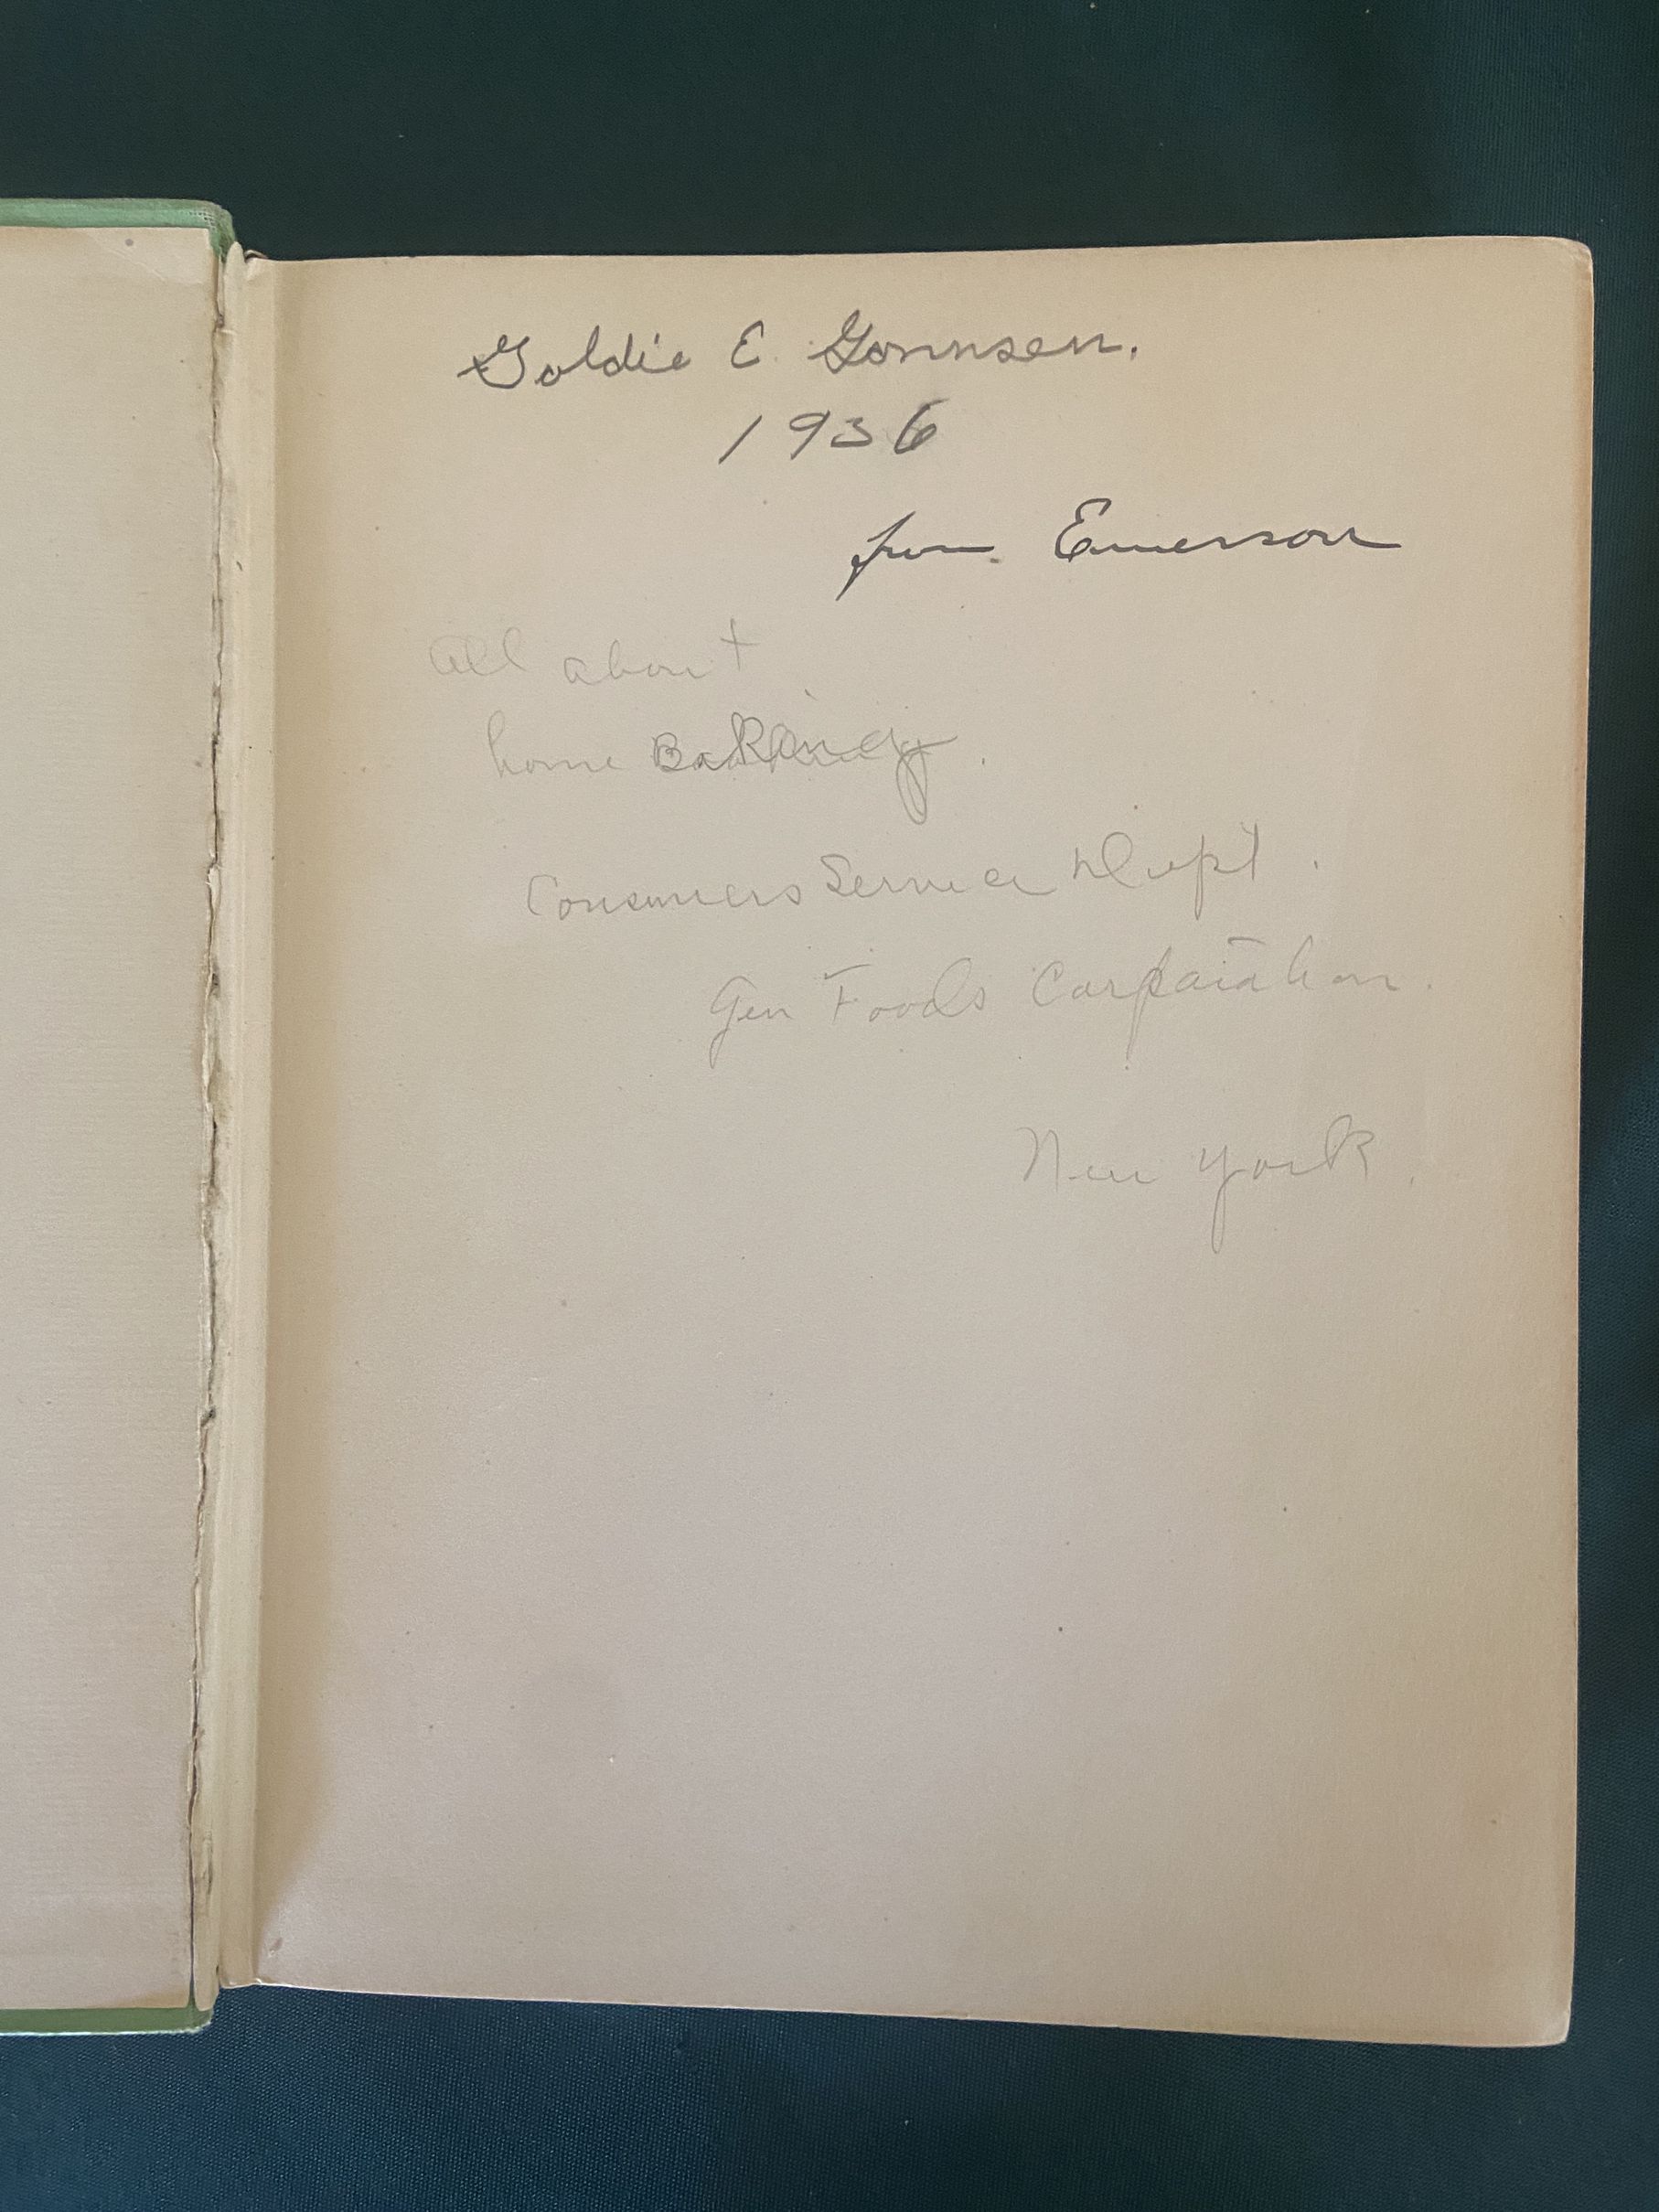 Goldie E. Gonnsen.
1936
from Emerson
All about
home Baking.
Consumers Service Dept.
Gen Foods Corporation.
New York.